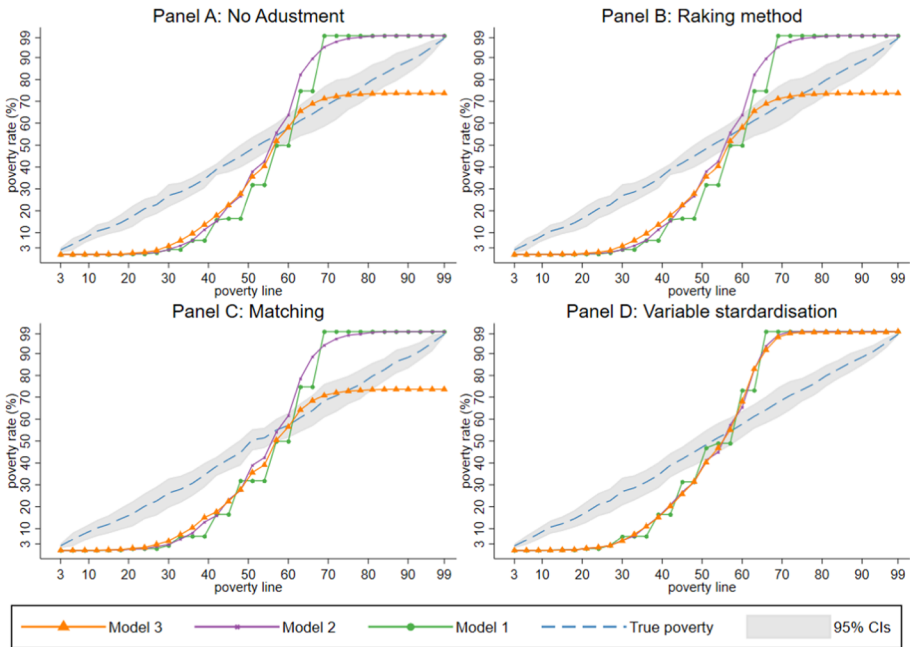 Panel A: No Adustment
poverty rate (%)
99
90
80
70
60
50
40
30
20
10
3
3 10 20 30 40 50 60 70 80 90 99
poverty line
Panel B: Raking method
poverty rate (%)
99
90
80
70
60
50
40
30
20
10
3
3 10 20 30 40 50 60 70 80 90 99
poverty line
Panel C: Matching
poverty rate (%)
99
90
80
70
60
50
40
30
20
10
3
3 10 20 30 40 50 60 70 80 90 99
poverty line
Panel D: Variable stardardisation
poverty rate (%)
99
90
80
70
60
50
40
30
20
10
3
3 10 20 30 40 50 60 70 80 90 99
poverty line
Model 3 Model 2 Model 1 True poverty 95% CIs